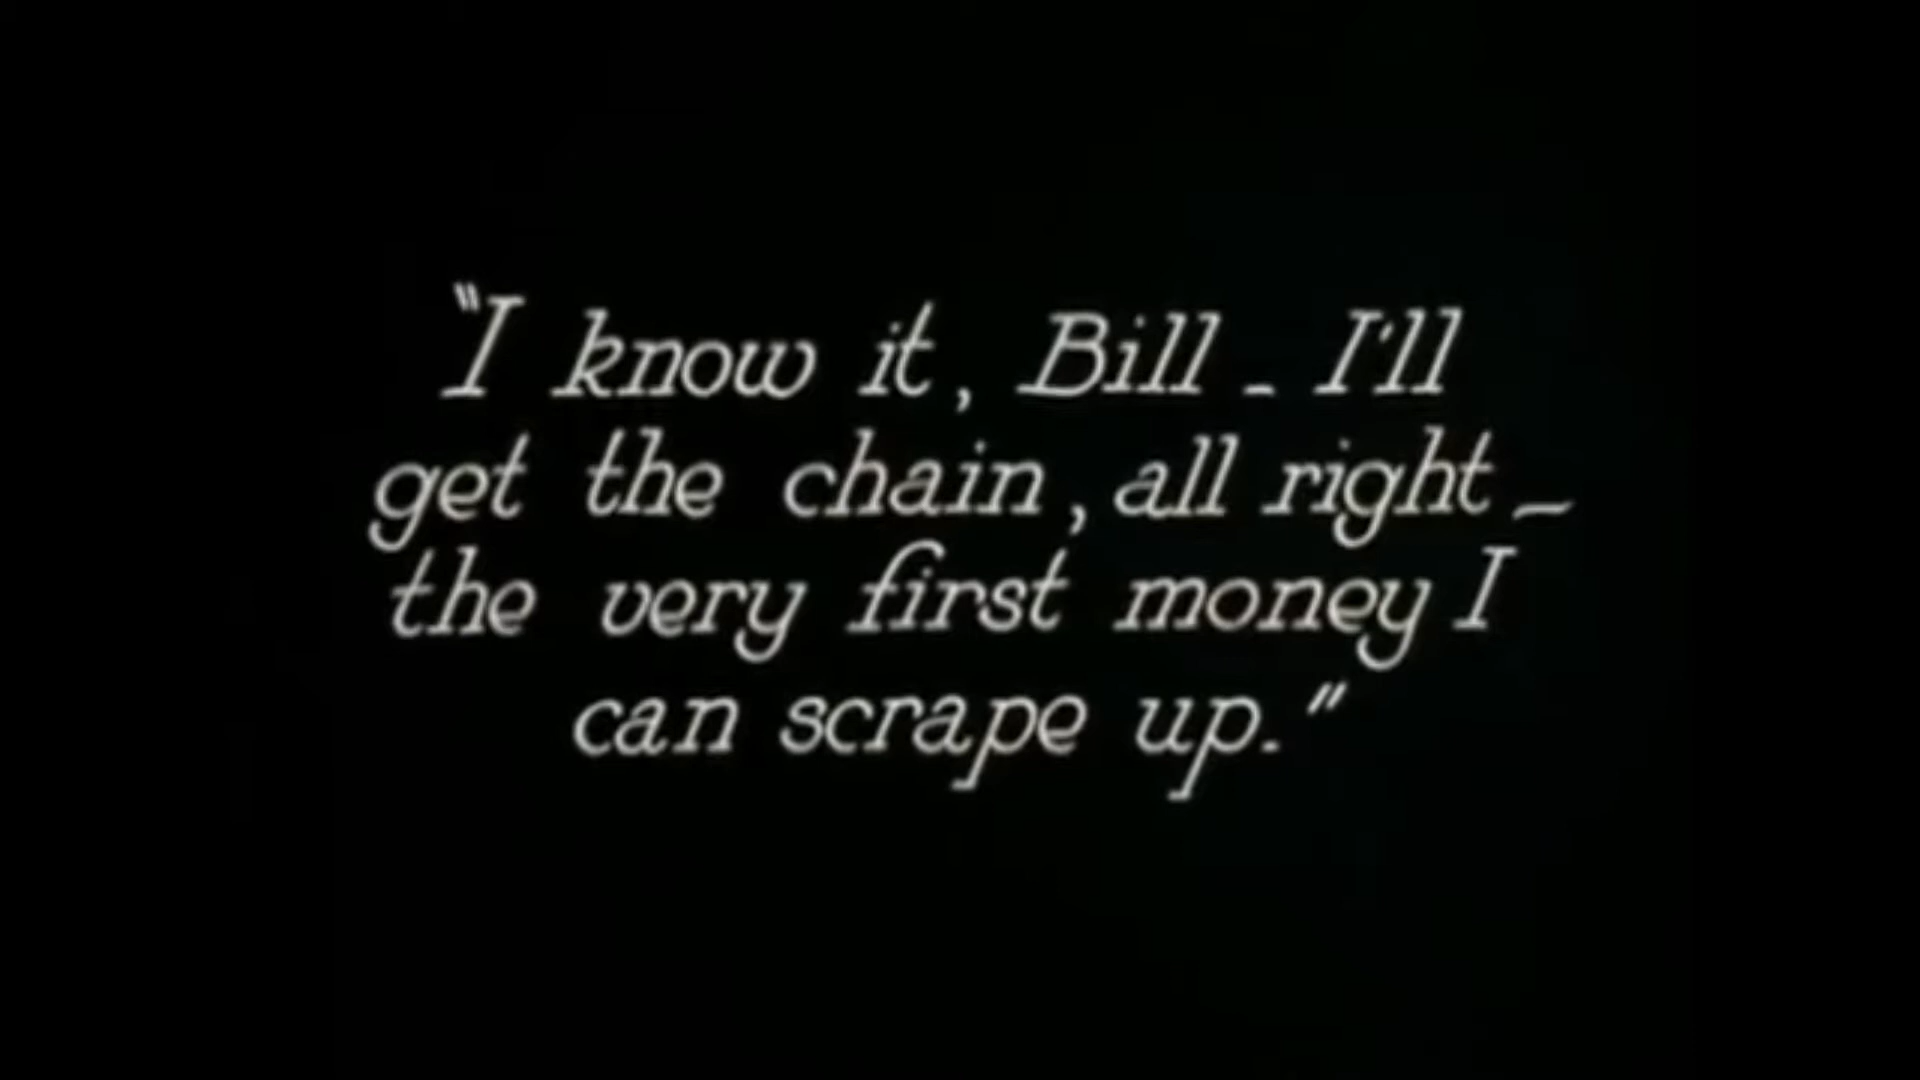 "I know it, Bill - I'll
get the chain, all right –
the very first money I
can scrape up."